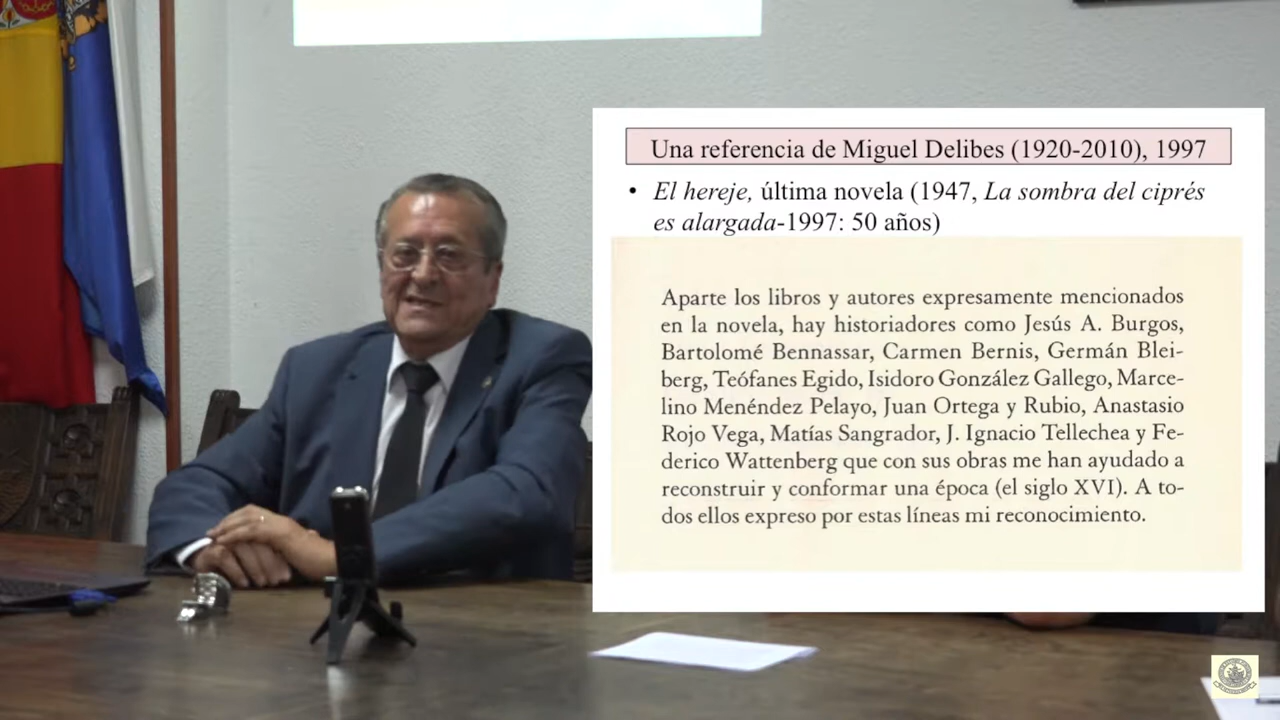 Una referencia de Miguel Delibes (1920-2010), 1997
• El hereje, última novela (1947, La sombra del ciprés
es alargada-1997: 50 años)
Aparte los libros y autores expresamente mencionados
en la novela, hay historiadores como Jesús A. Burgos,
Bartolomé Bennassar, Carmen Bernis, Germán Blei-
berg, Teófanes Egido, Isidoro González Gallego, Marce-
lino Menéndez Pelayo, Juan Ortega y Rubio, Anastasio
Rojo Vega, Matías Sangrador, J. Ignacio Tellechea y Fe-
derico Wattenberg que con sus obras me han ayudado a
reconstruir y conformar una época (el siglo XVI). A to-
dos ellos expreso por estas líneas mi reconocimiento.